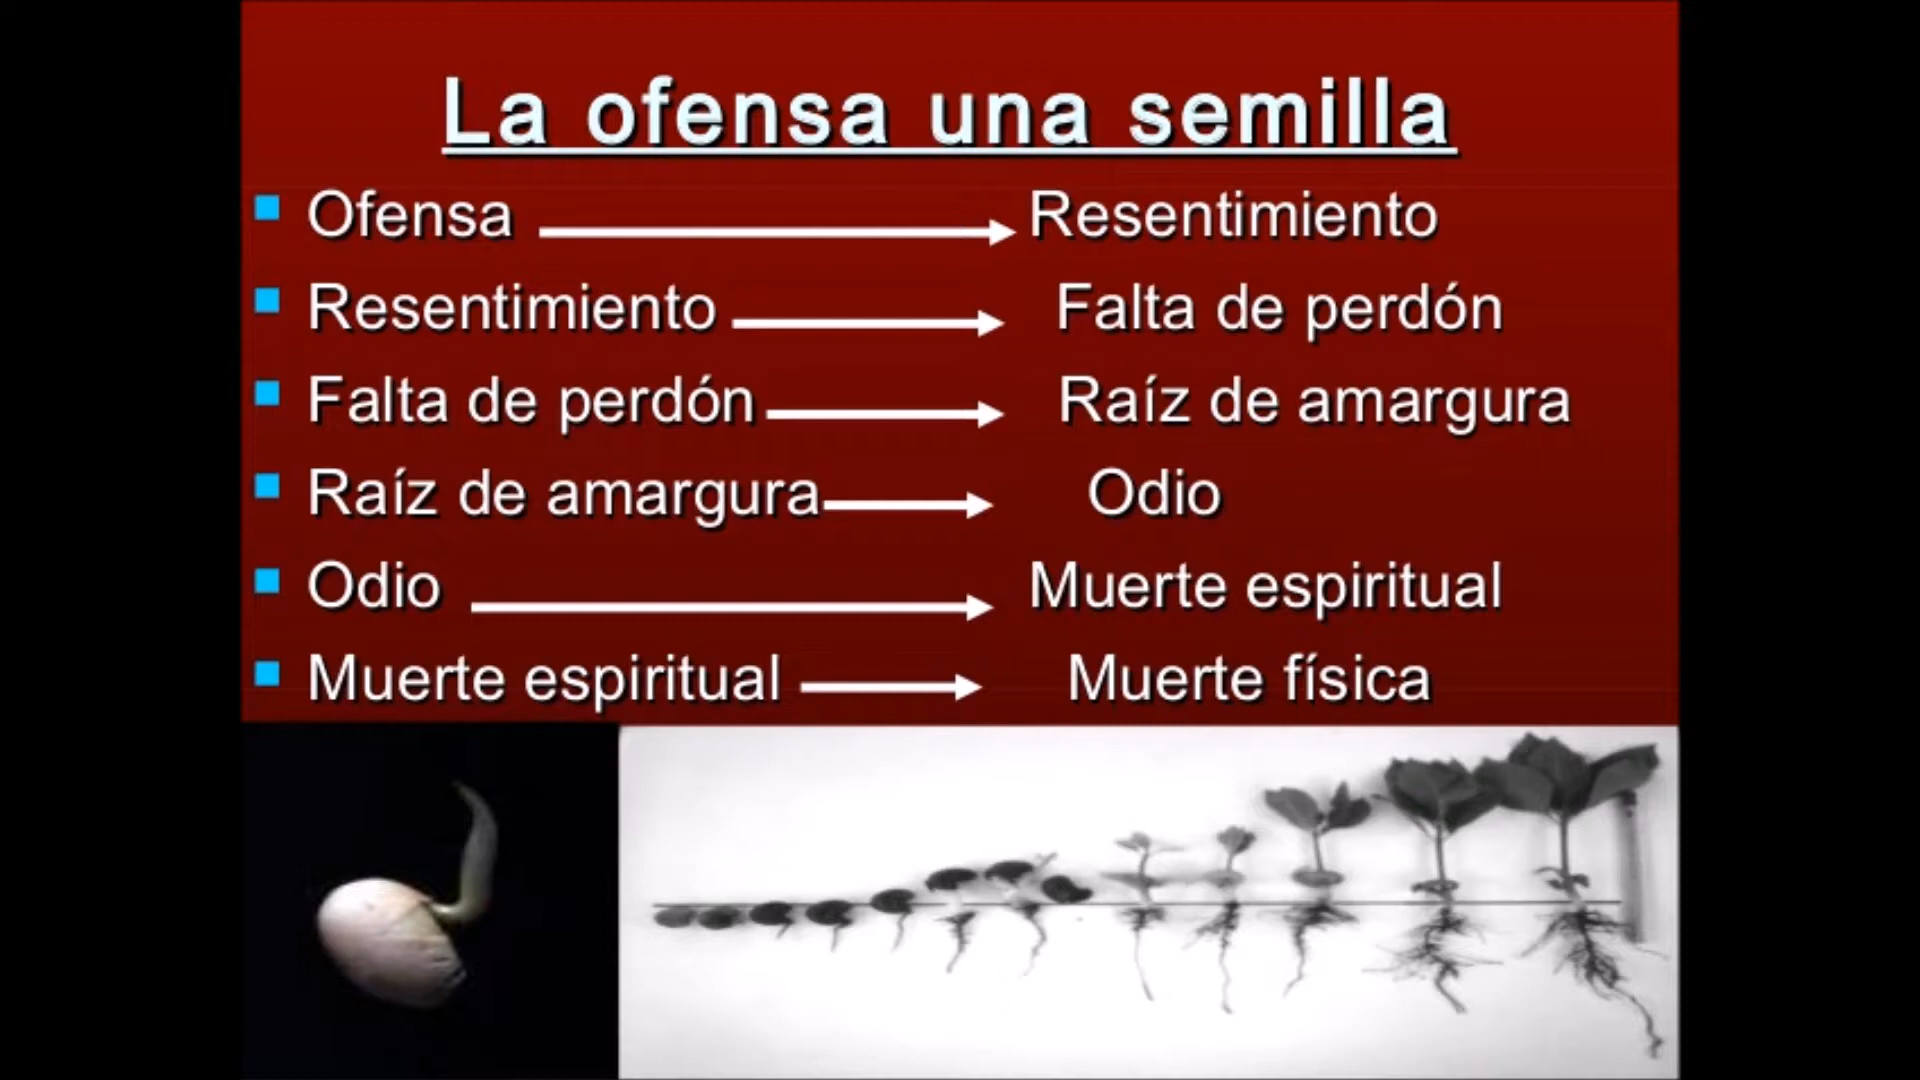 La ofensa una semilla
Ofensa Resentimiento
Resentimiento Falta de perdón
Falta de perdón Raíz de amargura
Raíz de amargura Odio
Odio Muerte espiritual
Muerte espiritual Muerte física